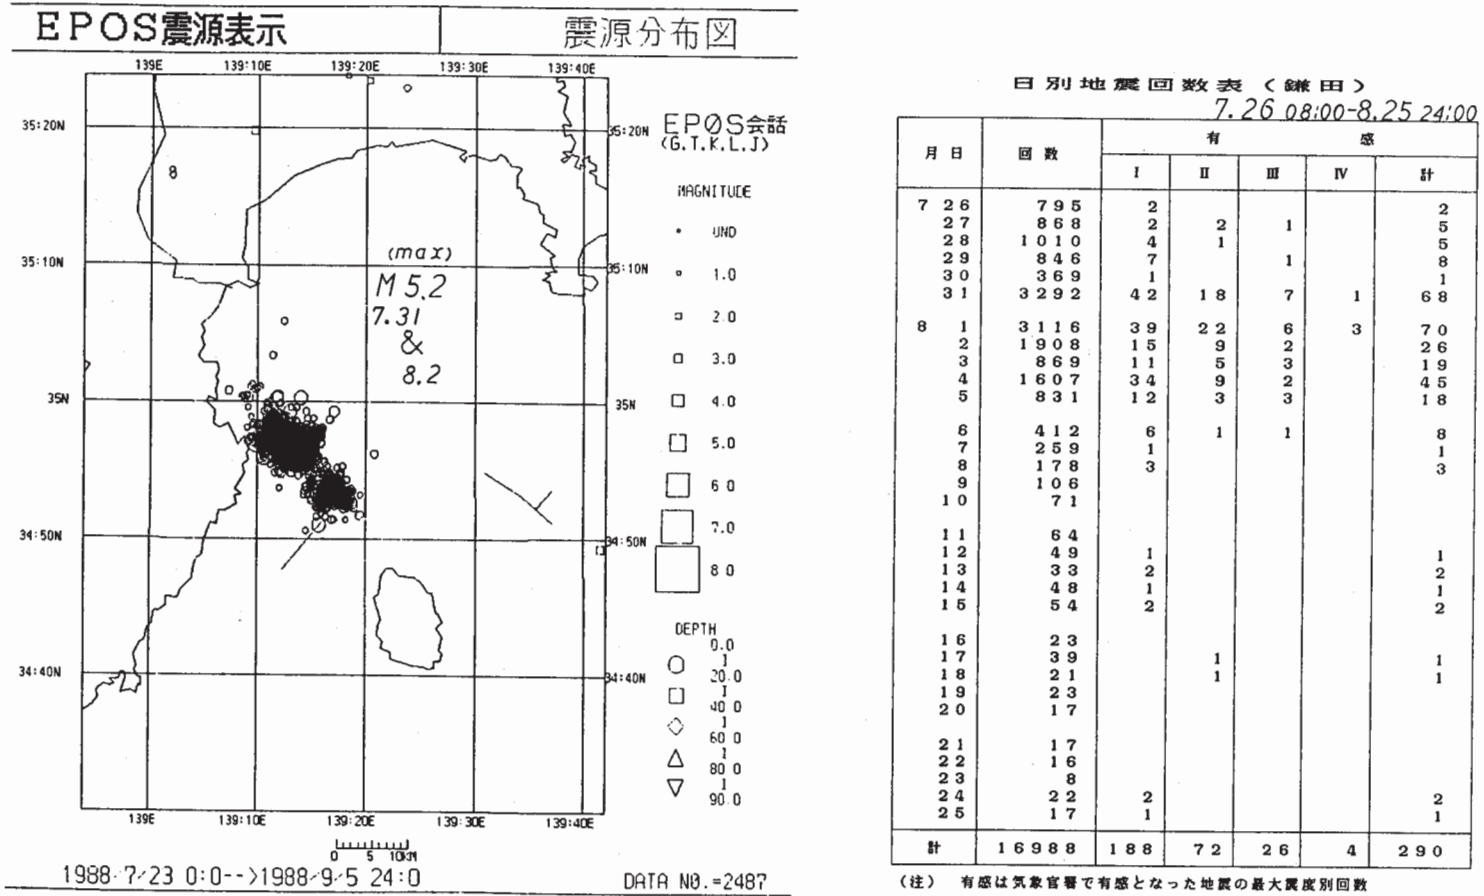 EPOS震源表示 震源分布図
139E 139:10E 139:20E 139:30E 139:40E
35:20N 35:20N
EPOS会話
(G.T.K.L.J)
8
MAGNITUDE
UND
(max)
35:10N 35:10N
1.0
M 5.2
7.31
2.0
&
8.2
3.0
35N 35N
4.0
5.0
6 0
7.0
34:50N 34:50N
8 0
DEPTH
0.0
20.0
40 0
60 0
80 0
90.0
34:40N 34:40N
139E 139:10E 139:20E 139:30E 139:40E
0 5 10KM
1988/7/23 0:0-->1988/9/5 24:0 DATA NO.=2487
日別地震回数表(鎌田)
7.26 08:00-8.25 24:00
月日 回数 有感
I II III IV 計
7 26 795 2 2
27 868 2 2 1 5
28 1010 4 1 5
29 846 7 1 8
30 369 1 1
31 3292 42 18 7 1 68
8 1 3116 39 22 6 3 70
2 1908 15 9 2 26
3 869 11 5 3 19
4 1607 34 9 2 45
5 831 12 3 3 18
6 412 6 1 1 8
7 259 1 1
8 178 3 3
9 106
10 71
11 64
12 49 1 1
13 33 2 2
14 48 1 1
15 54 2 2
16 23
17 39 1 1
18 21 1 1
19 23
20 17
21 17
22 16
23 8
24 22 2 2
25 17 1 1
計 16988 188 72 26 4 290
(注) 有感は気象官署で有感となった地震の最大震度別回数